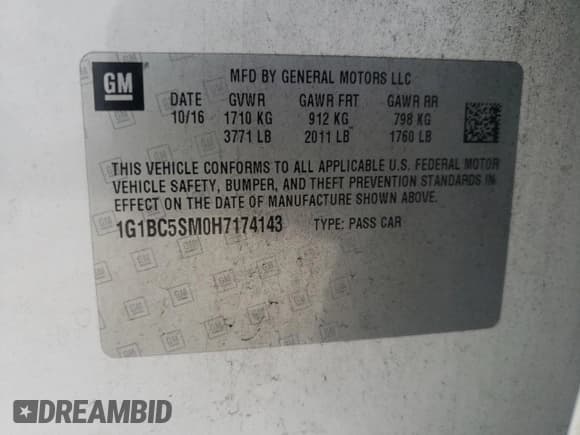 GM
MFD BY GENERAL MOTORS LLC
DATE GVWR GAWR FRT GAWR RR
10/16 1710 KG 912 KG 798 KG
3771 LB 2011 LB 1760 LB
THIS VEHICLE CONFORMS TO ALL APPLICABLE U.S. FEDERAL MOTOR
VEHICLE SAFETY, BUMPER, AND THEFT PREVENTION STANDARDS IN
EFFECT ON THE DATE OF MANUFACTURE SHOWN ABOVE.
1G1BC5SM0H7174143 TYPE: PASS CAR
DREAMBID